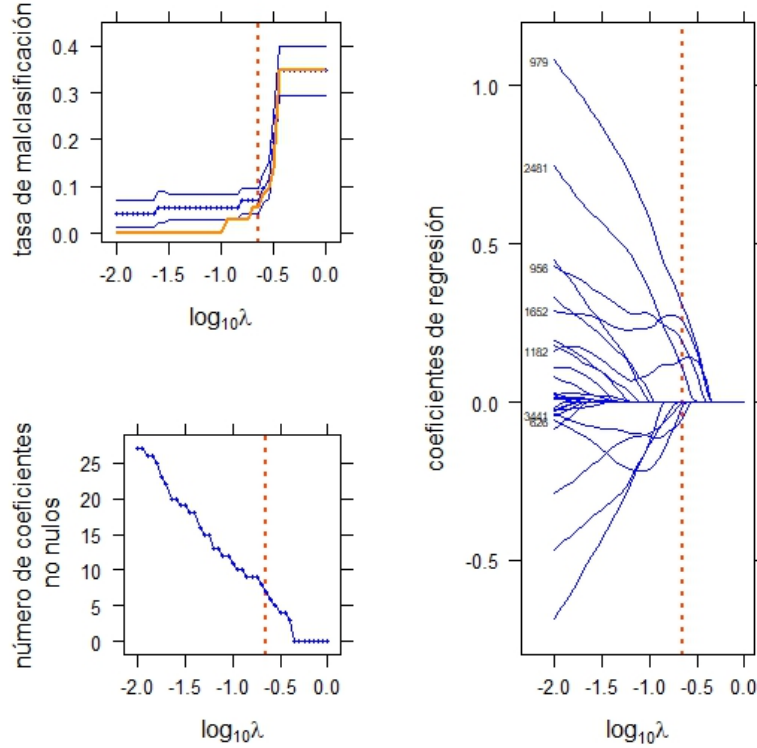 tasa de malclasificación
0.4
0.3
0.2
0.1
0.0
-2.0 -1.5 -1.0 -0.5 0.0
log₁₀λ
número de coeficientes
no nulos
25
20
15
10
5
0
-2.0 -1.5 -1.0 -0.5 0.0
log₁₀λ
coeficientes de regresión
1.0
0.5
0.0
-0.5
979
2481
956
1652
1182
3441
626
-2.0 -1.5 -1.0 -0.5 0.0
log₁₀λ